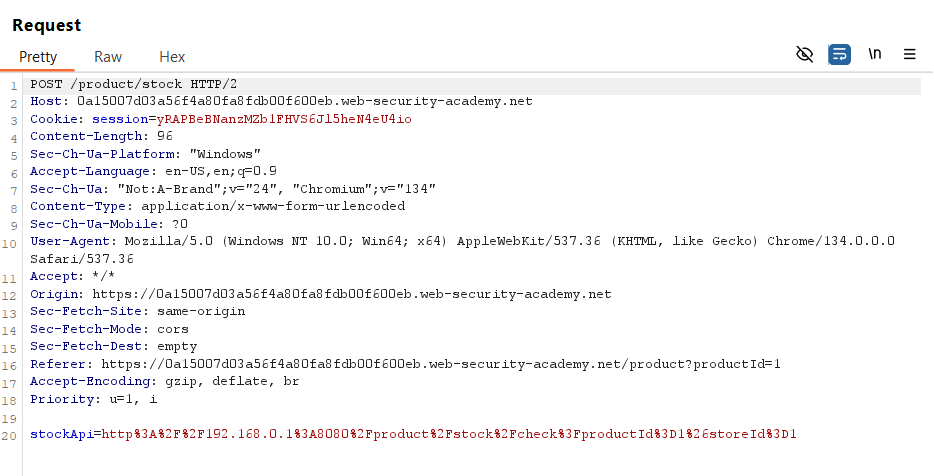 Request
Pretty Raw Hex \n
1 POST /product/stock HTTP/2
2 Host: 0a15007d03a56f4a80fa8fdb00f600eb.web-security-academy.net
3 Cookie: session=yRAPBeBNanzMZb1FHVS6Jl5heN4eU4io
4 Content-Length: 96
5 Sec-Ch-Ua-Platform: "Windows"
6 Accept-Language: en-US,en;q=0.9
7 Sec-Ch-Ua: "Not:A-Brand";v="24", "Chromium";v="134"
8 Content-Type: application/x-www-form-urlencoded
9 Sec-Ch-Ua-Mobile: ?0
10 User-Agent: Mozilla/5.0 (Windows NT 10.0; Win64; x64) AppleWebKit/537.36 (KHTML, like Gecko) Chrome/134.0.0.0
Safari/537.36
11 Accept: */*
12 Origin: https://0a15007d03a56f4a80fa8fdb00f600eb.web-security-academy.net
13 Sec-Fetch-Site: same-origin
14 Sec-Fetch-Mode: cors
15 Sec-Fetch-Dest: empty
16 Referer: https://0a15007d03a56f4a80fa8fdb00f600eb.web-security-academy.net/product?productId=1
17 Accept-Encoding: gzip, deflate, br
18 Priority: u=1, i
19
20 stockApi=http%3A%2F%2F192.168.0.1%3A8080%2Fproduct%2Fstock%2Fcheck%3FproductId%3D1%26storeId%3D1